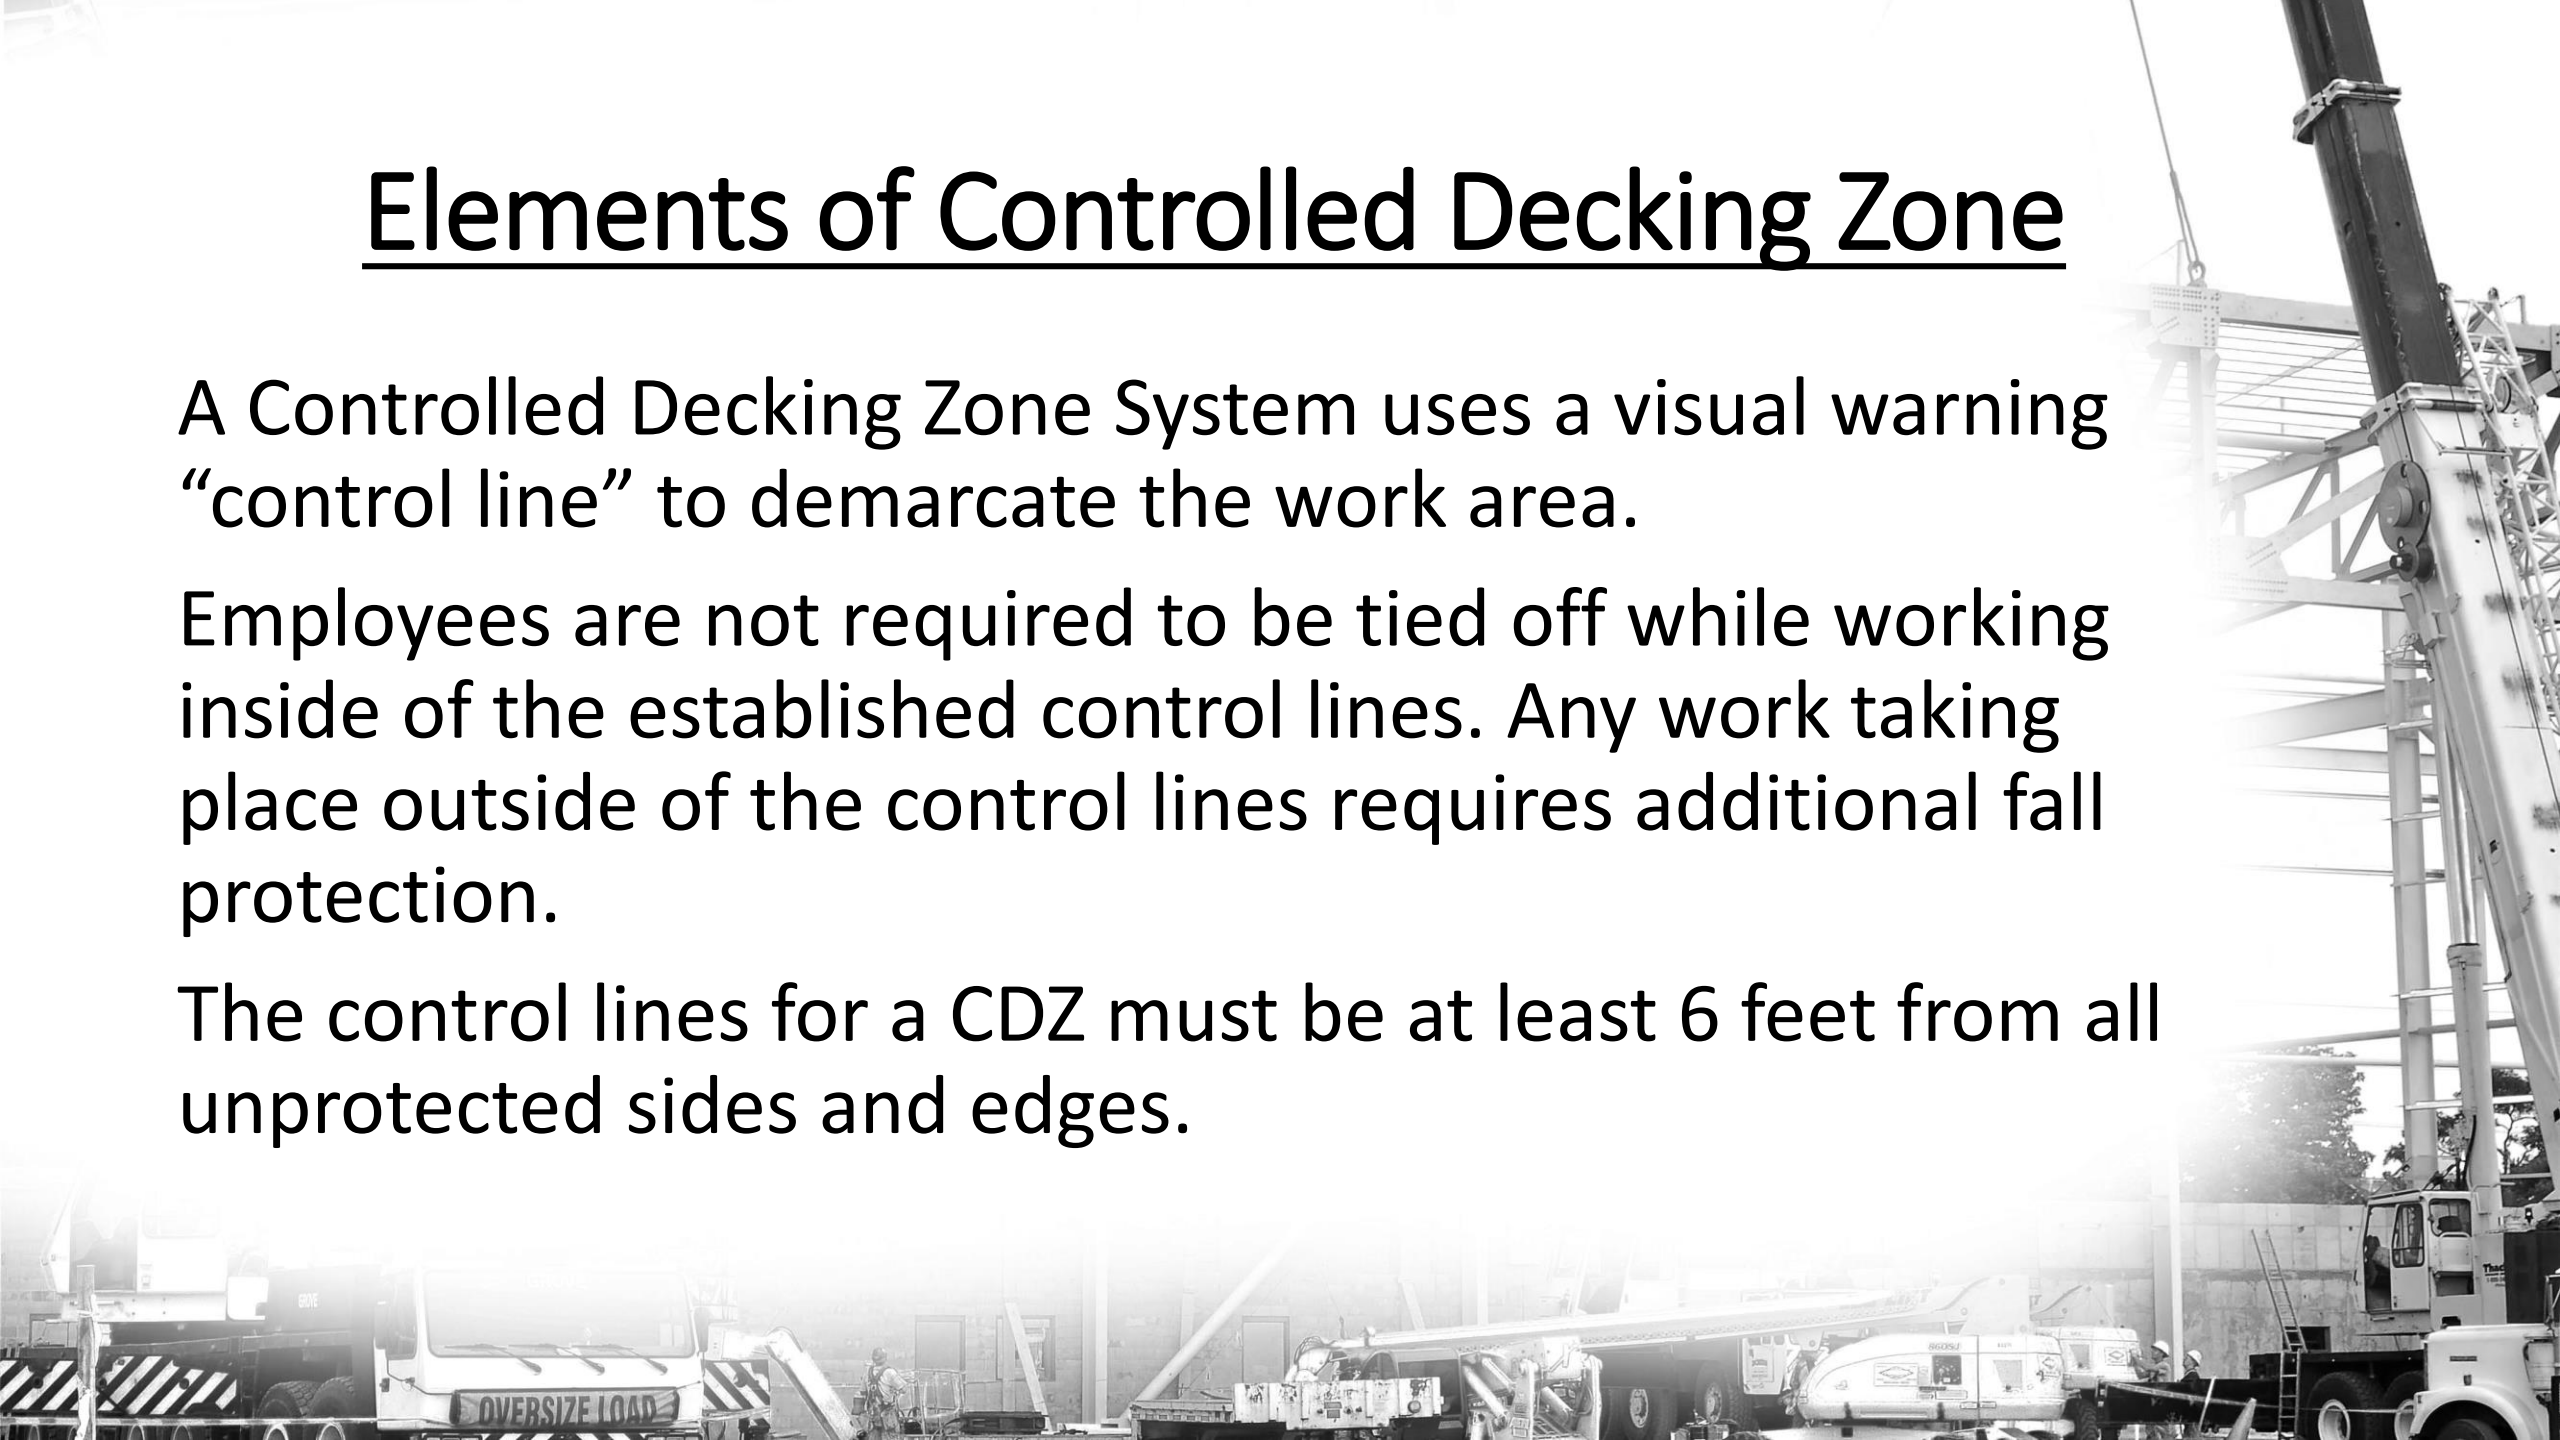 Elements of Controlled Decking Zone
A Controlled Decking Zone System uses a visual warning
“control line” to demarcate the work area.
Employees are not required to be tied off while working
inside of the established control lines. Any work taking
place outside of the control lines requires additional fall
protection.
The control lines for a CDZ must be at least 6 feet from all
unprotected sides and edges.
GROVE
OVERSIZE LOAD